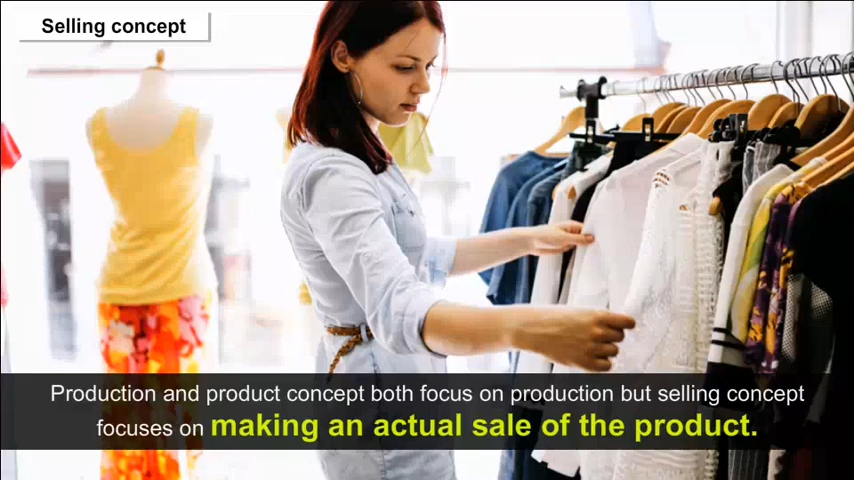 Selling concept
Production and product concept both focus on production but selling concept
focuses on making an actual sale of the product.